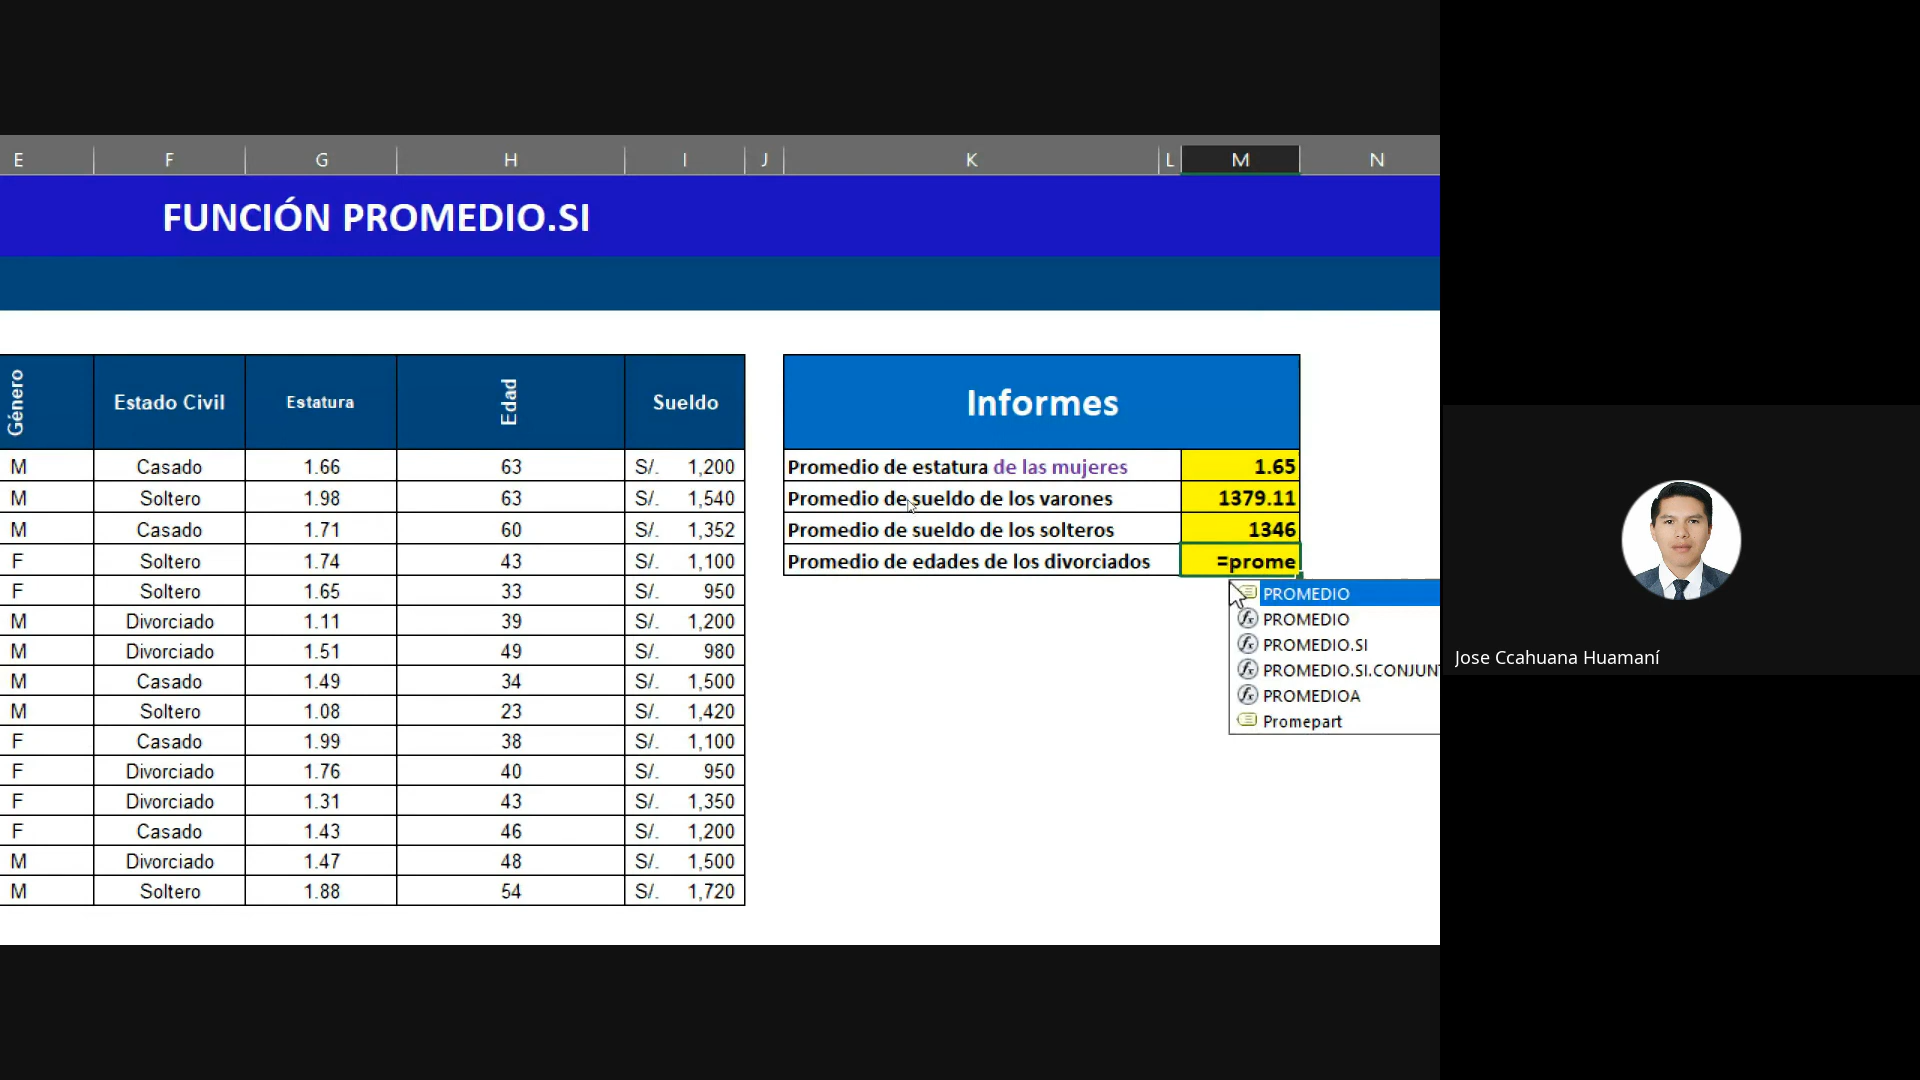 E F G H I J K L M N
FUNCIÓN PROMEDIO.SI
Género Estado Civil Estatura Edad Sueldo
M Casado 1.66 63 S/. 1,200
M Soltero 1.98 63 S/. 1,540
M Casado 1.71 60 S/. 1,352
F Soltero 1.74 43 S/. 1,100
F Soltero 1.65 33 S/. 950
M Divorciado 1.11 39 S/. 1,200
M Divorciado 1.51 49 S/. 980
M Casado 1.49 34 S/. 1,500
M Soltero 1.08 23 S/. 1,420
F Casado 1.99 38 S/. 1,100
F Divorciado 1.76 40 S/. 950
F Divorciado 1.31 43 S/. 1,350
F Casado 1.43 46 S/. 1,200
M Divorciado 1.47 48 S/. 1,500
M Soltero 1.88 54 S/. 1,720
Informes
Promedio de estatura de las mujeres 1.65
Promedio de sueldo de los varones 1379.11
Promedio de sueldo de los solteros 1346
Promedio de edades de los divorciados =prome
PROMEDIO
fx PROMEDIO
fx PROMEDIO.SI
fx PROMEDIO.SI.CONJUN
fx PROMEDIOA
Promepart
Jose Ccahuana Huamaní